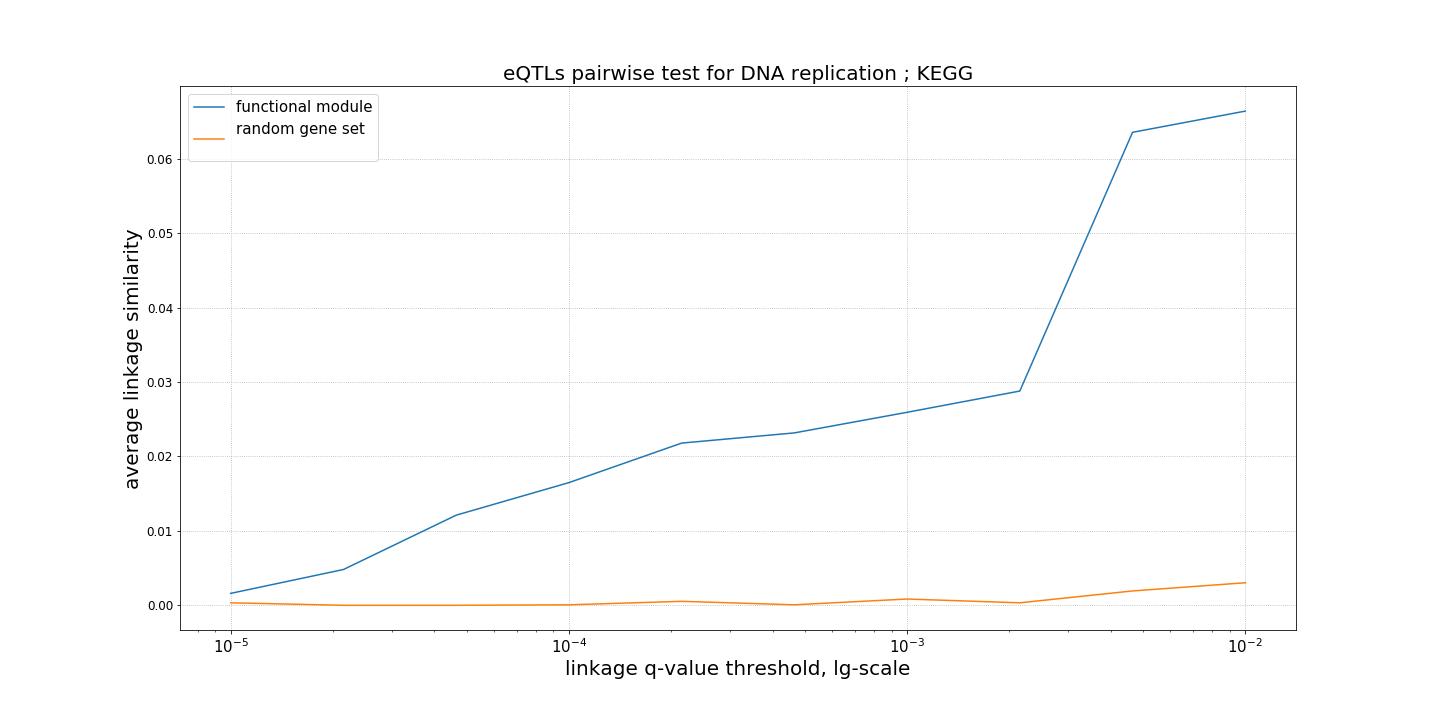 eQTLs pairwise test for DNA replication ; KEGG
functional module
random gene set
0.06
0.05
0.04
0.03
0.02
0.01
0.00
average linkage similarity
10⁻⁵ 10⁻⁴ 10⁻³ 10⁻²
linkage q-value threshold, lg-scale